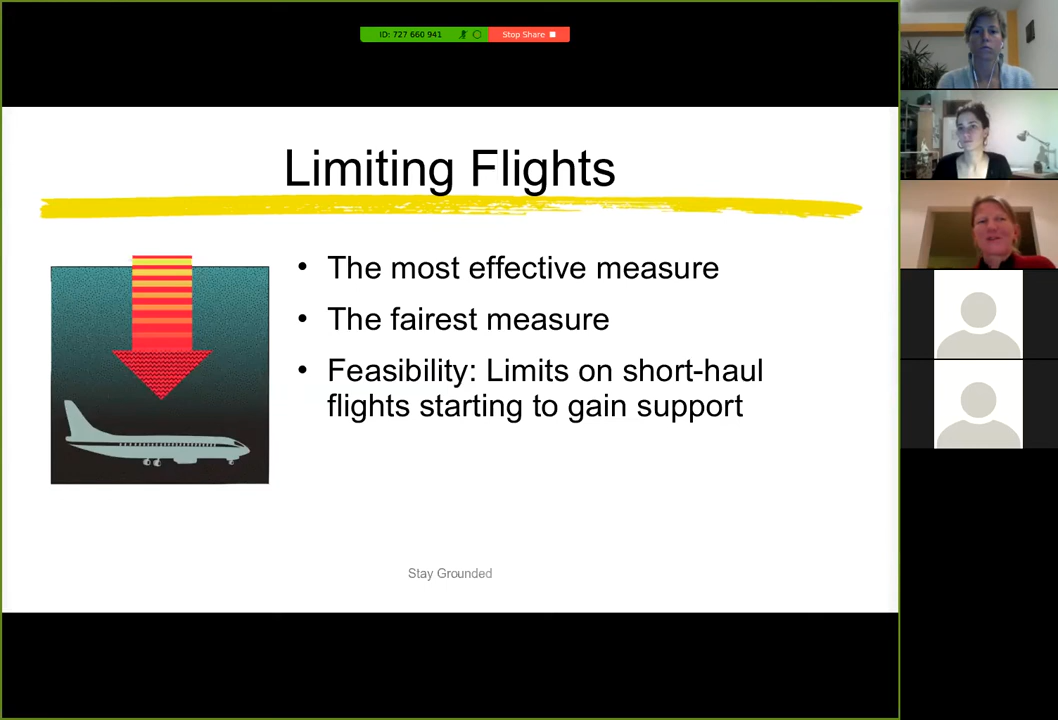 ID: 727 660 941
Stop Share
Limiting Flights
• The most effective measure
• The fairest measure
• Feasibility: Limits on short-haul
flights starting to gain support
Stay Grounded